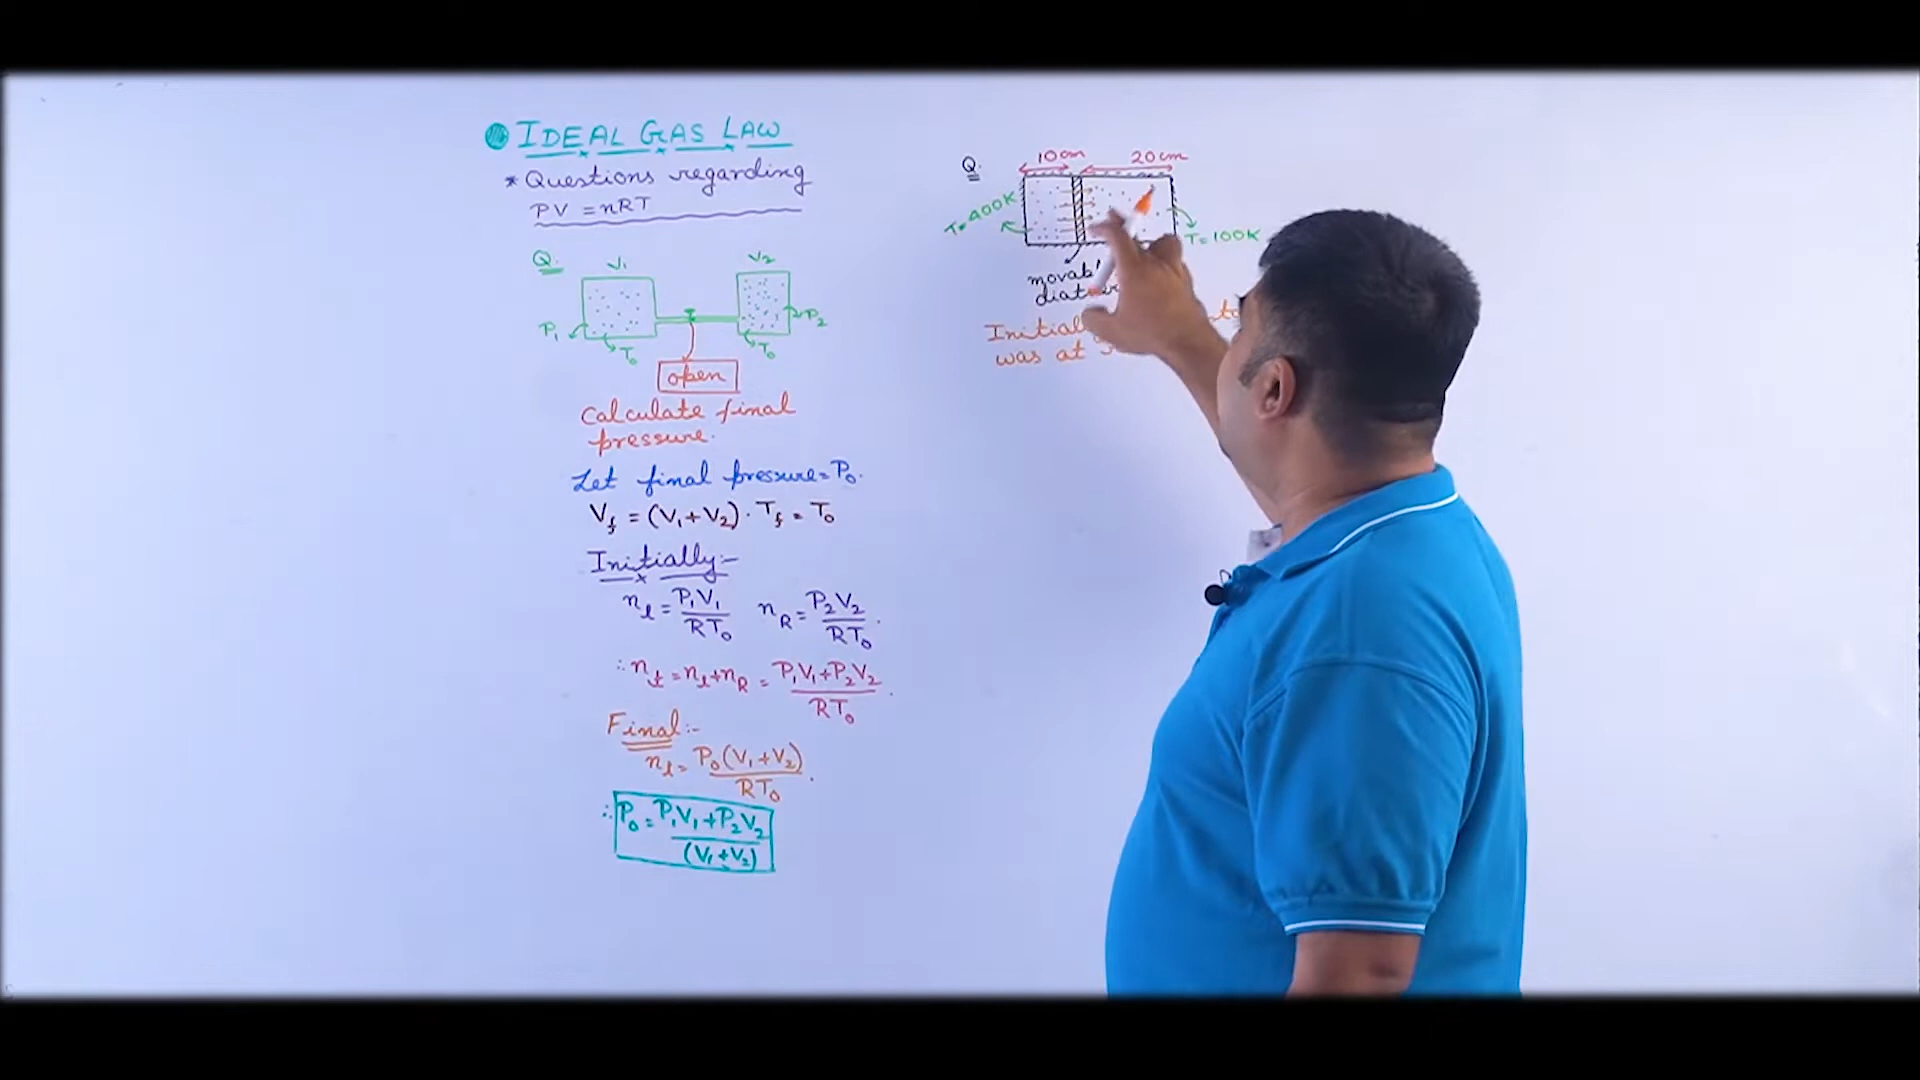 IDEAL GAS LAW
* Questions regarding
PV = nRT
Q.
V1
V2
P1
P2
T0
T0
open
Calculate final
pressure.
Let final pressure = P0.
Vf = (V1+V2) . Tf = T0
Initially:-
nl = P1V1/RT0 nR = P2V2/RT0.
∴ nt = nl+nR = P1V1+P2V2/RT0.
Final:-
nl = P0(V1+V2)/RT0.
∴ P0 = P1V1+P2V2/(V1+V2)
Q.
10cm
20cm
T=400K
T=100K
was at